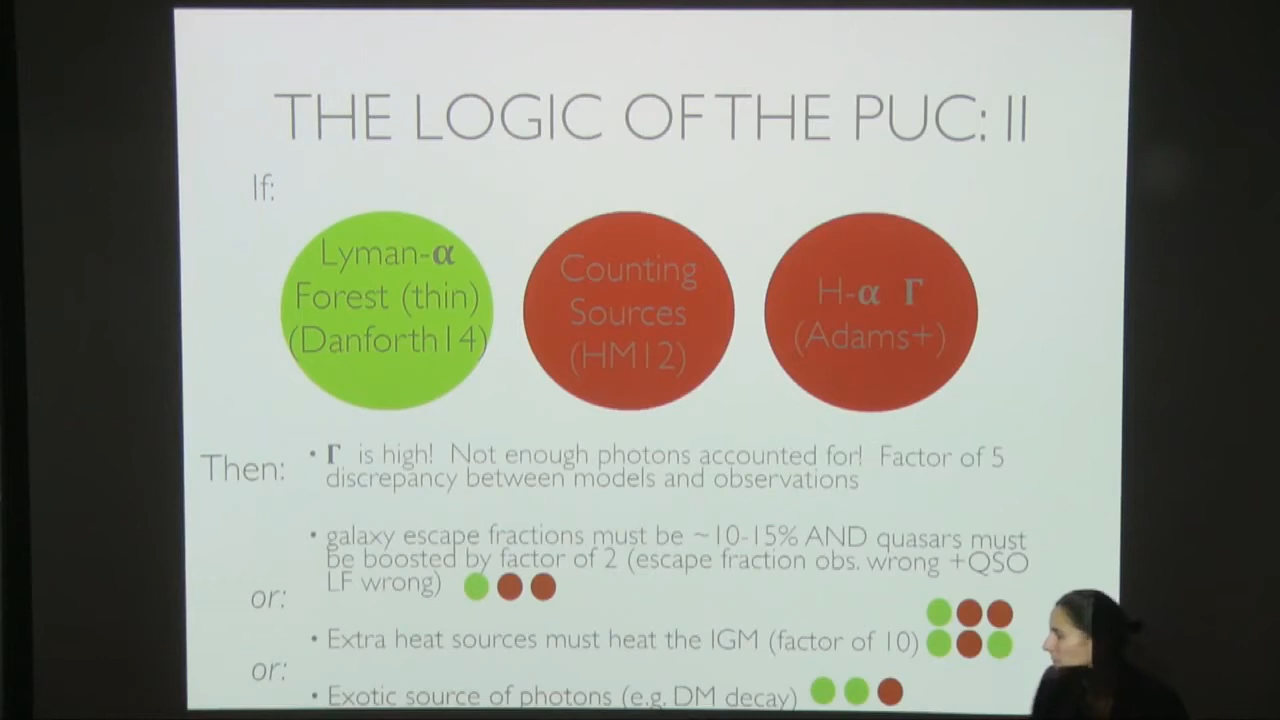 THE LOGIC OF THE PUC: II
If:
Lyman-α
Forest (thin)
(Danforth14)
Counting
Sources
(HM12)
H-α Γ
(Adams+)
Then:
• Γ is high! Not enough photons accounted for! Factor of 5
discrepancy between models and observations
• galaxy escape fractions must be ~10-15% AND quasars must
be boosted by factor of 2 (escape fraction obs. wrong +QSO
LF wrong)
or:
• Extra heat sources must heat the IGM (factor of 10)
or:
• Exotic source of photons (e.g. DM decay)